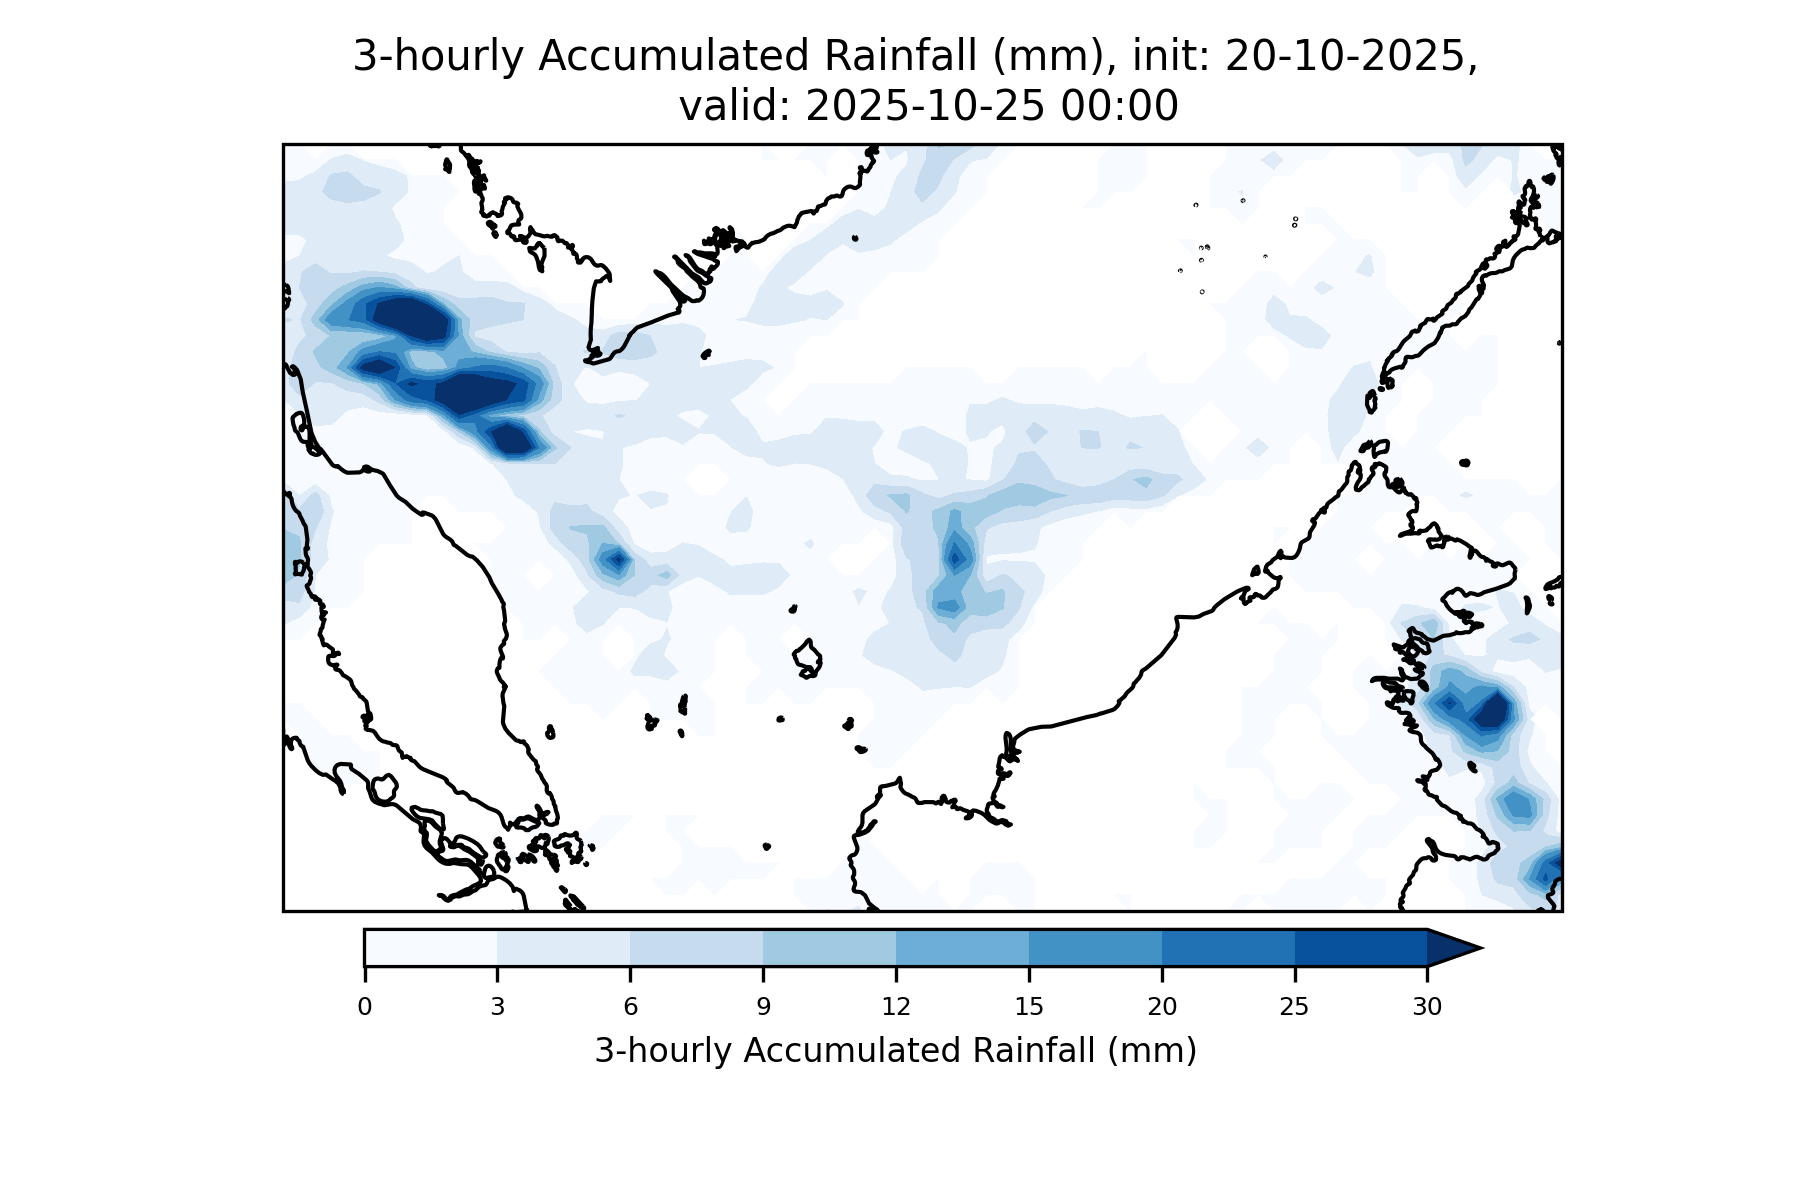 3-hourly Accumulated Rainfall (mm), init: 20-10-2025,
valid: 2025-10-25 00:00
0 3 6 9 12 15 20 25 30
3-hourly Accumulated Rainfall (mm)